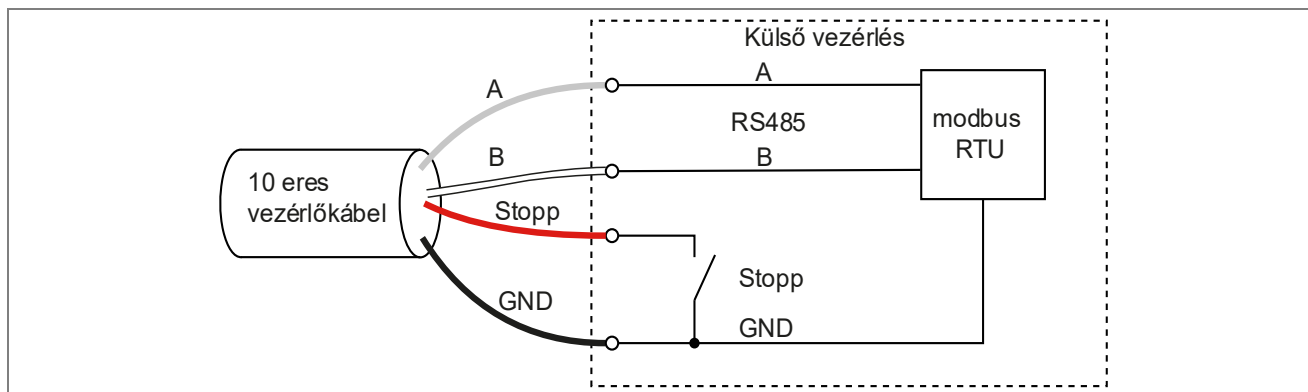 Külső vezérlés
A
A
RS485
modbus
RTU
B
B
10 eres
vezérlőkábel
Stopp
Stopp
GND
GND